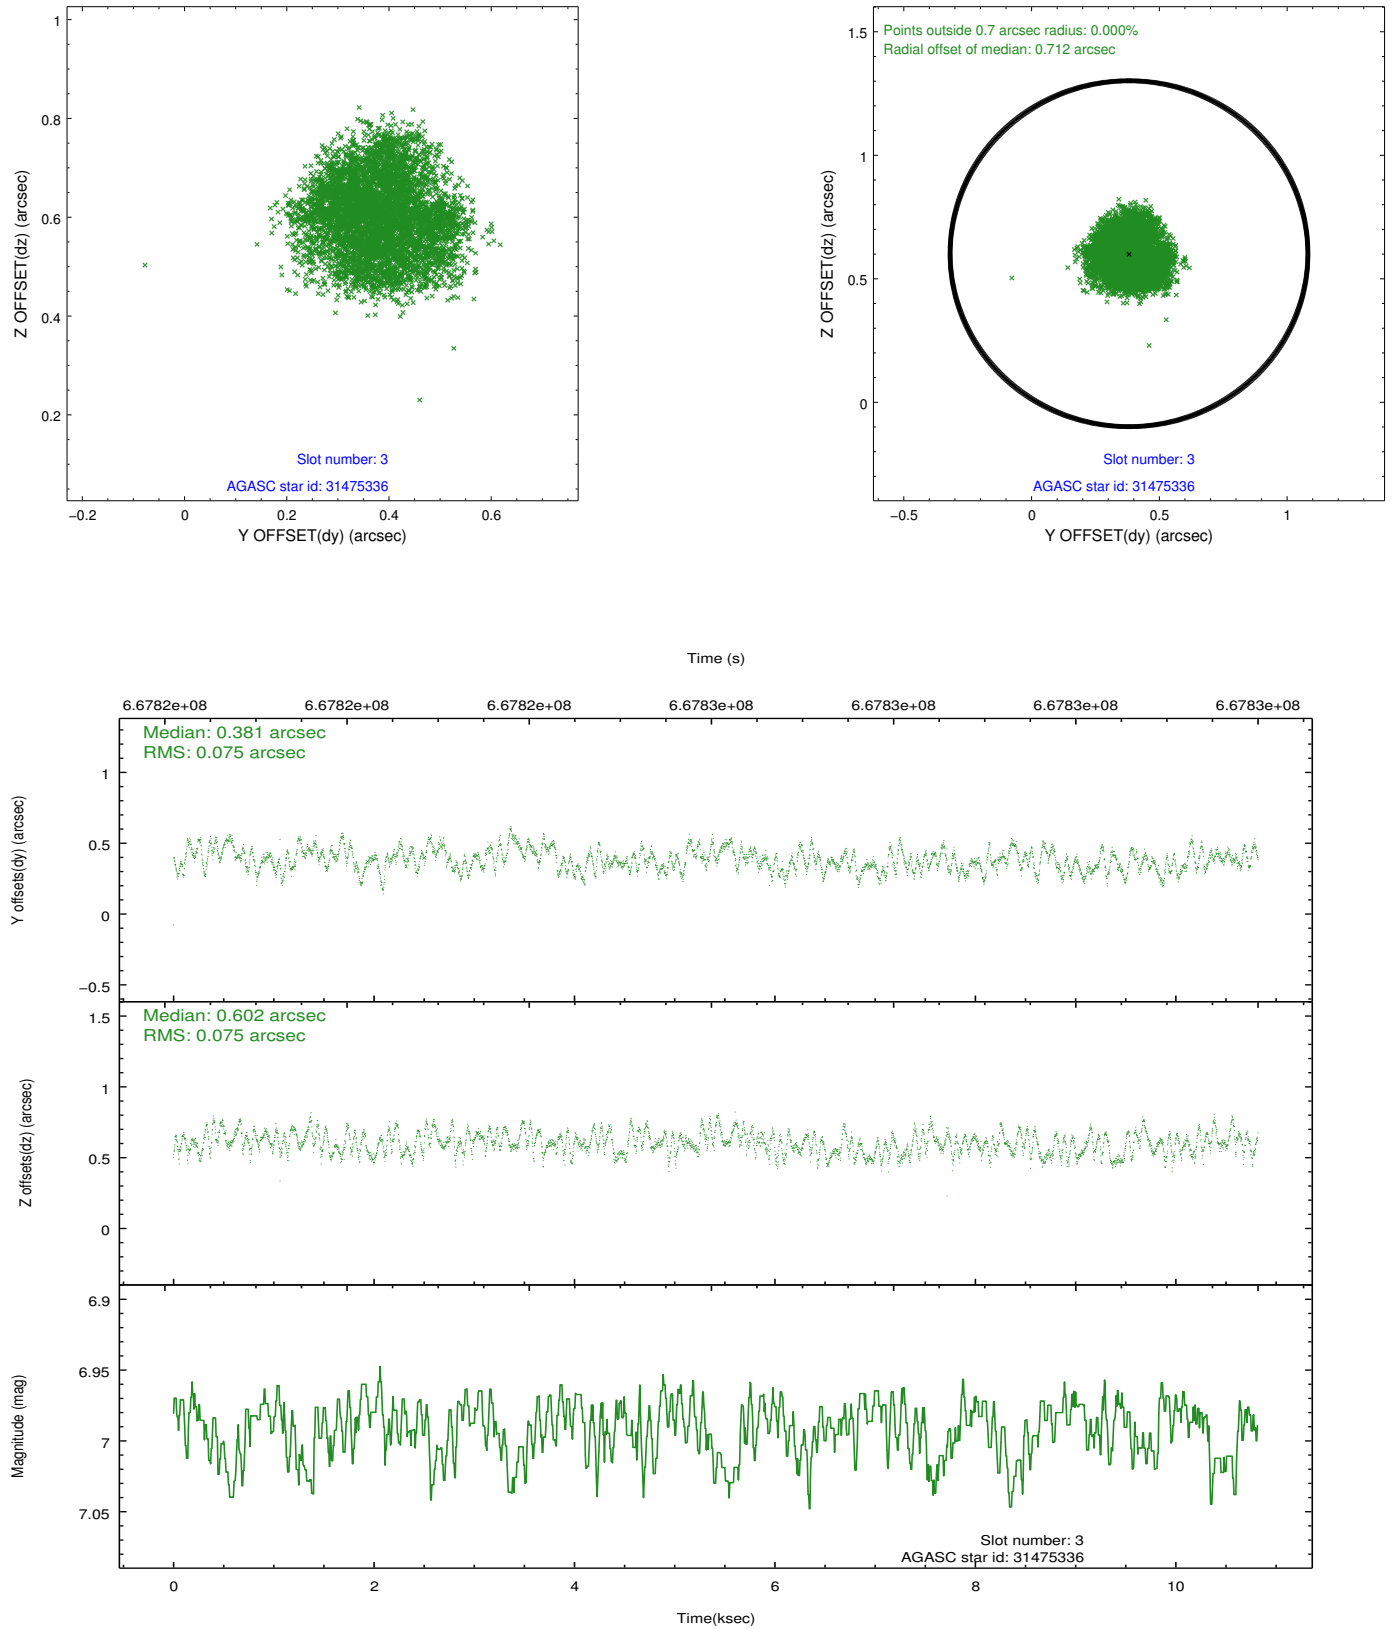 1
0.8
0.6
0.4
0.2
−0.2
0
0.2
0.4
0.6
Z OFFSET(dz) (arcsec)
Y OFFSET(dy) (arcsec)
Slot number: 3
AGASC star id: 31475336
Points outside 0.7 arcsec radius: 0.000%
Radial offset of median: 0.712 arcsec
1.5
1
0.5
0
−0.5
0
0.5
1
Z OFFSET(dz) (arcsec)
Y OFFSET(dy) (arcsec)
Slot number: 3
AGASC star id: 31475336
Time (s)
6.6782e+08 6.6782e+08 6.6782e+08 6.6783e+08 6.6783e+08 6.6783e+08 6.6783e+08
Median: 0.381 arcsec
RMS: 0.075 arcsec
1
0.5
0
−0.5
Y offsets(dy) (arcsec)
Median: 0.602 arcsec
RMS: 0.075 arcsec
1.5
1
0.5
0
Z offsets(dz) (arcsec)
6.9
6.95
7
7.05
Magnitude (mag)
Slot number: 3
AGASC star id: 31475336
0 2 4 6 8 10
Time(ksec)